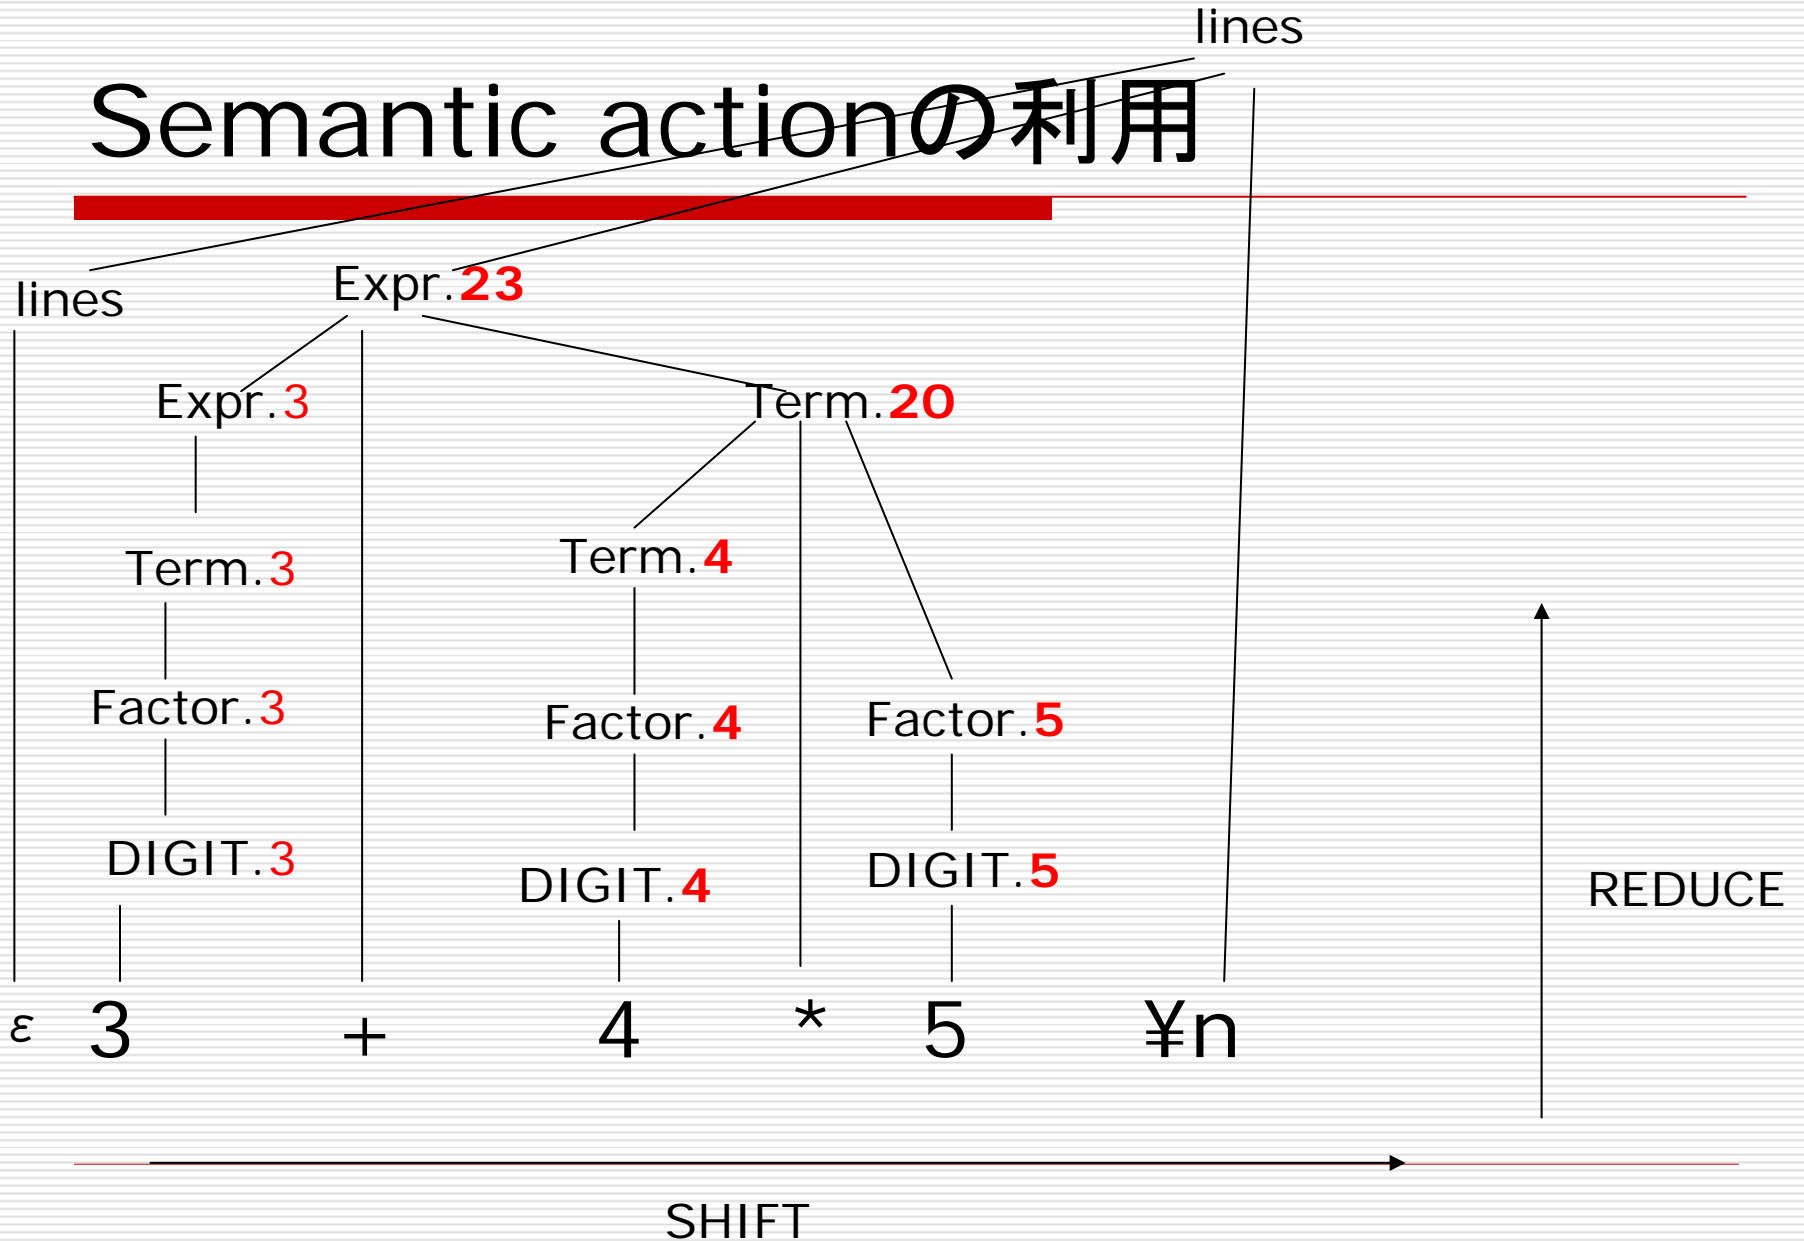 lines
Semantic actionの利用
lines
Expr.23
Expr.3
Term.20
Term.3
Term.4
Factor.3
Factor.4
Factor.5
DIGIT.3
DIGIT.4
DIGIT.5
REDUCE
ε 3 + 4 * 5 ¥n
SHIFT